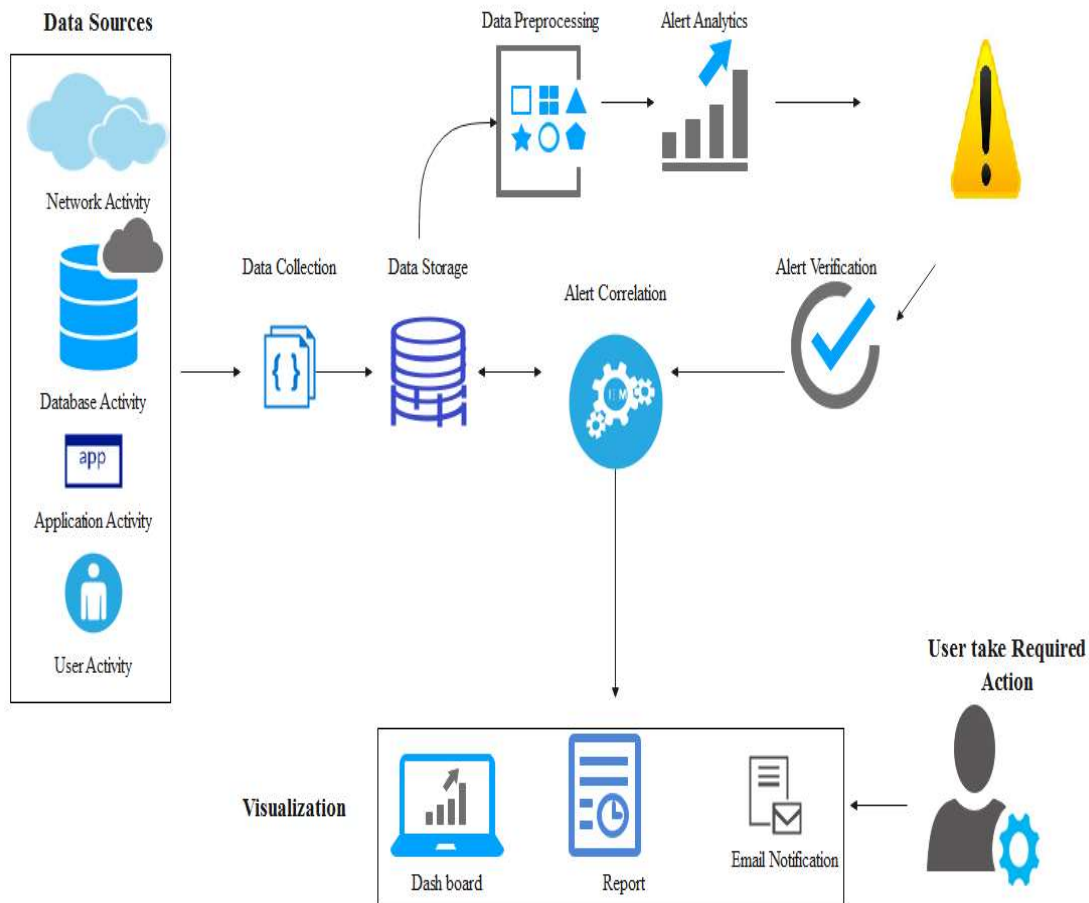 Data Sources
Network Activity
Database Activity
app
Application Activity
User Activity
Data Collection
Data Storage
Data Preprocessing
Alert Analytics
Alert Verification
Alert Correlation
Visualization
Dash board
Report
Email Notification
User take Required
Action